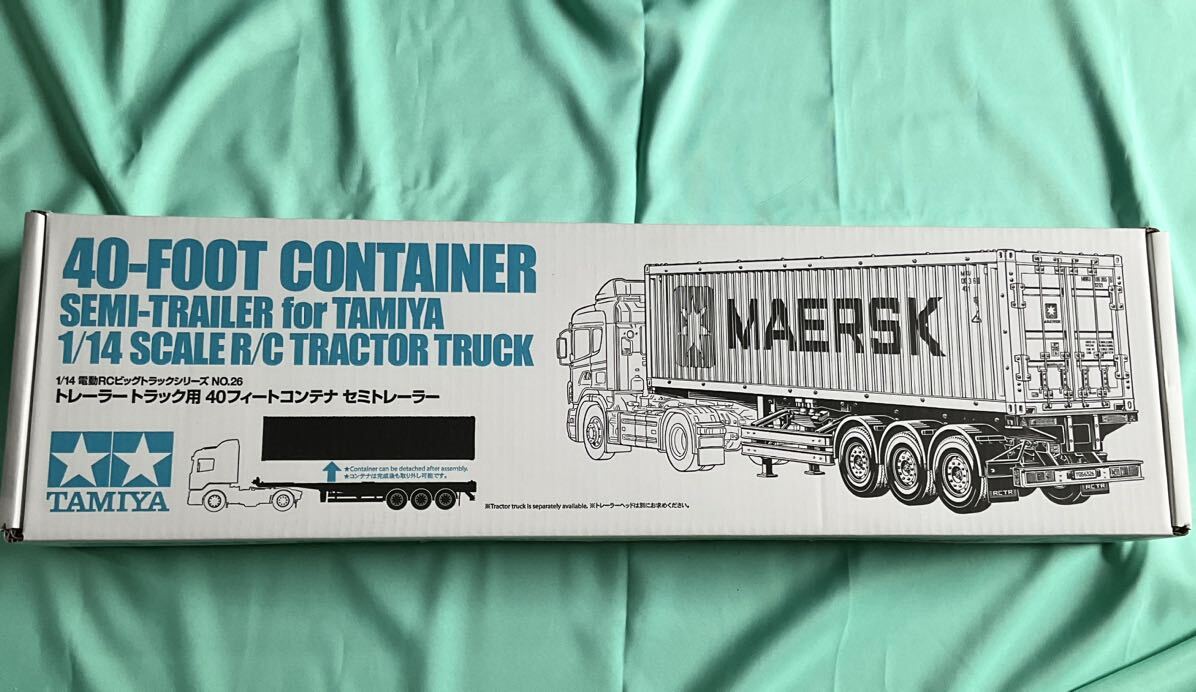 40-FOOT CONTAINER
SEMI-TRAILER for TAMIYA
1/14 SCALE R/C TRACTOR TRUCK
1/14 電動RCビッグトラックシリーズ NO.26
トレーラートラック用 40フィートコンテナ セミトレーラー
★Container can be detached after assembly.
★コンテナは完成後も取り外し可能です。
TAMIYA
※Tractor truck is separately available. ※トレーラーヘッドは別にお求めください。
MAERSK
RCTR
RCTR